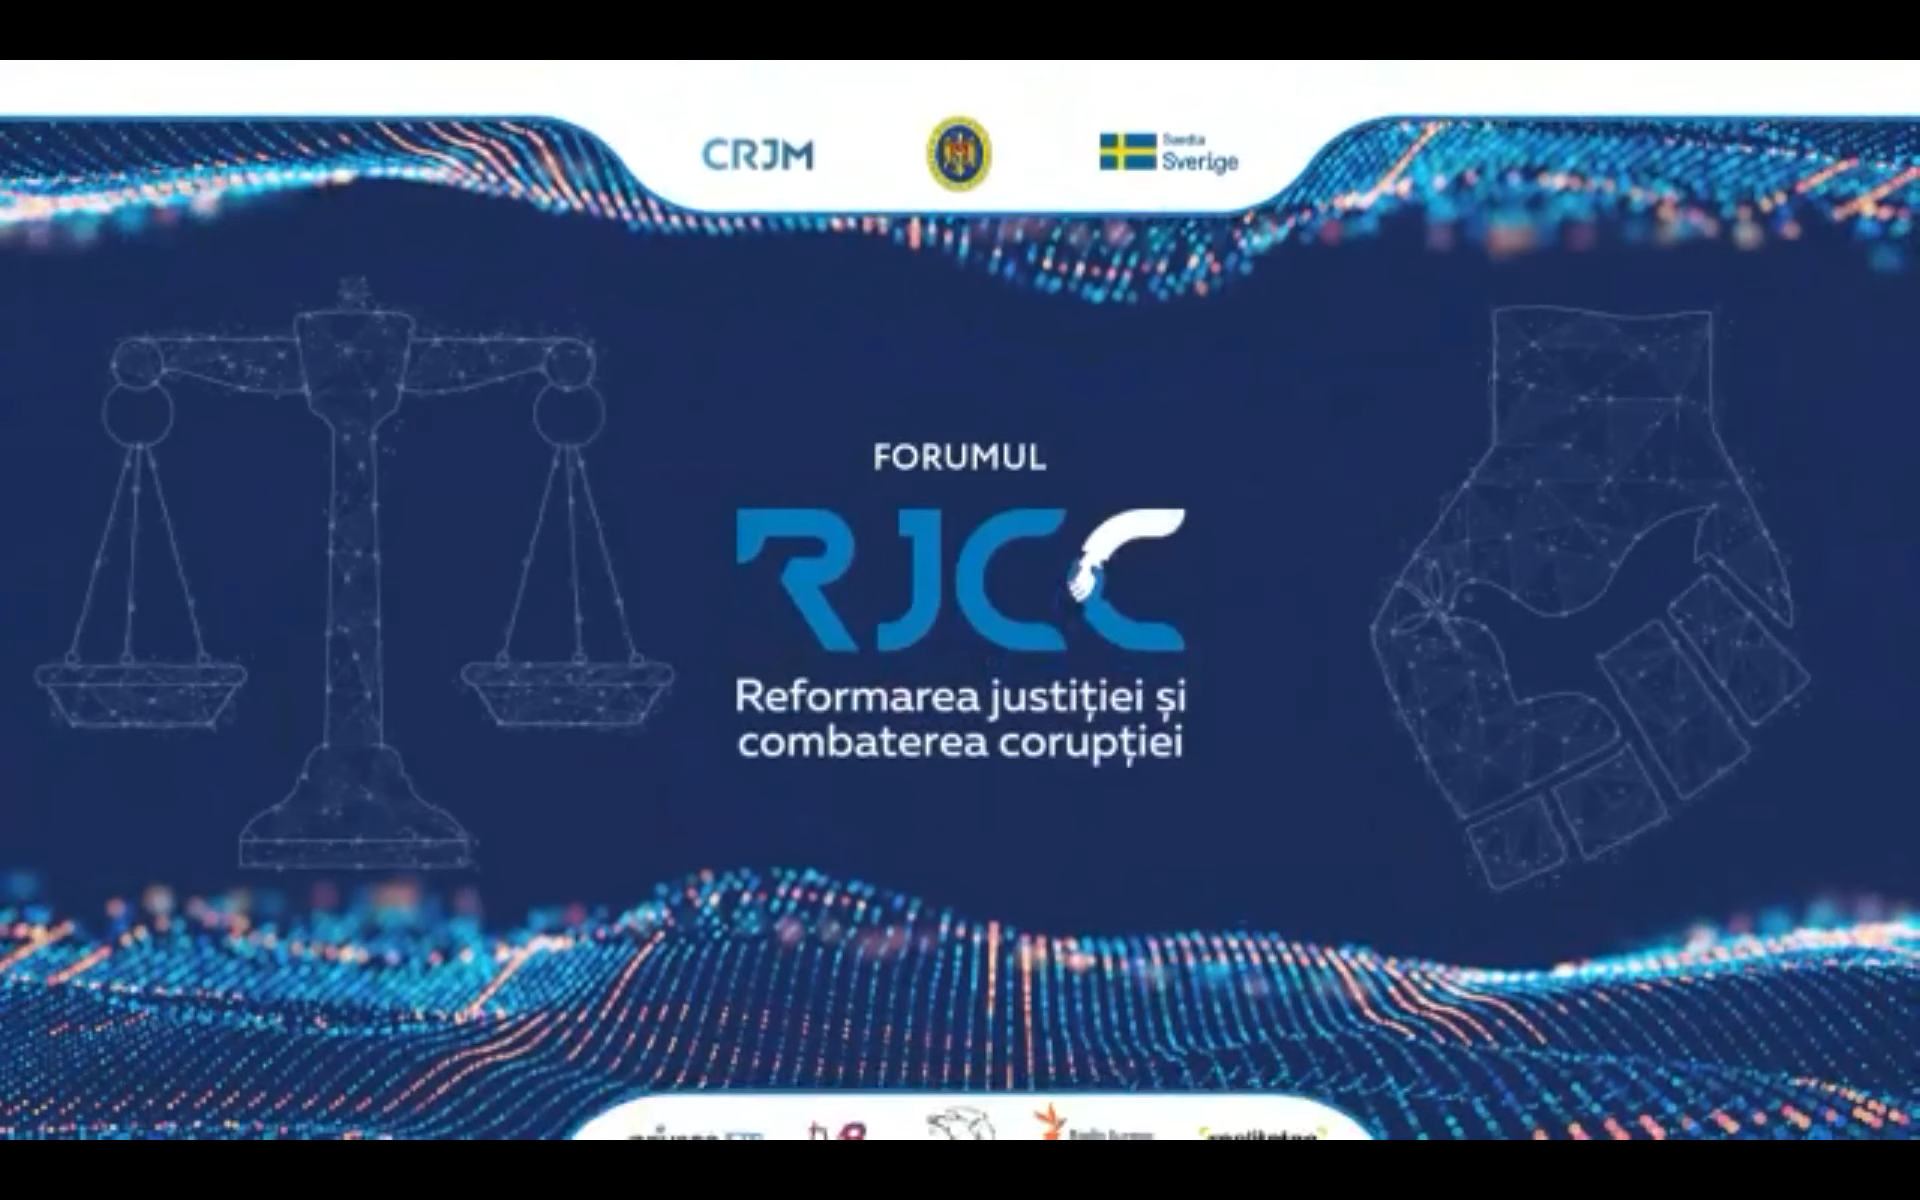 CRJM
Suedia
Sverige
FORUMUL
RJCC
Reformarea justiției și
combaterea corupției